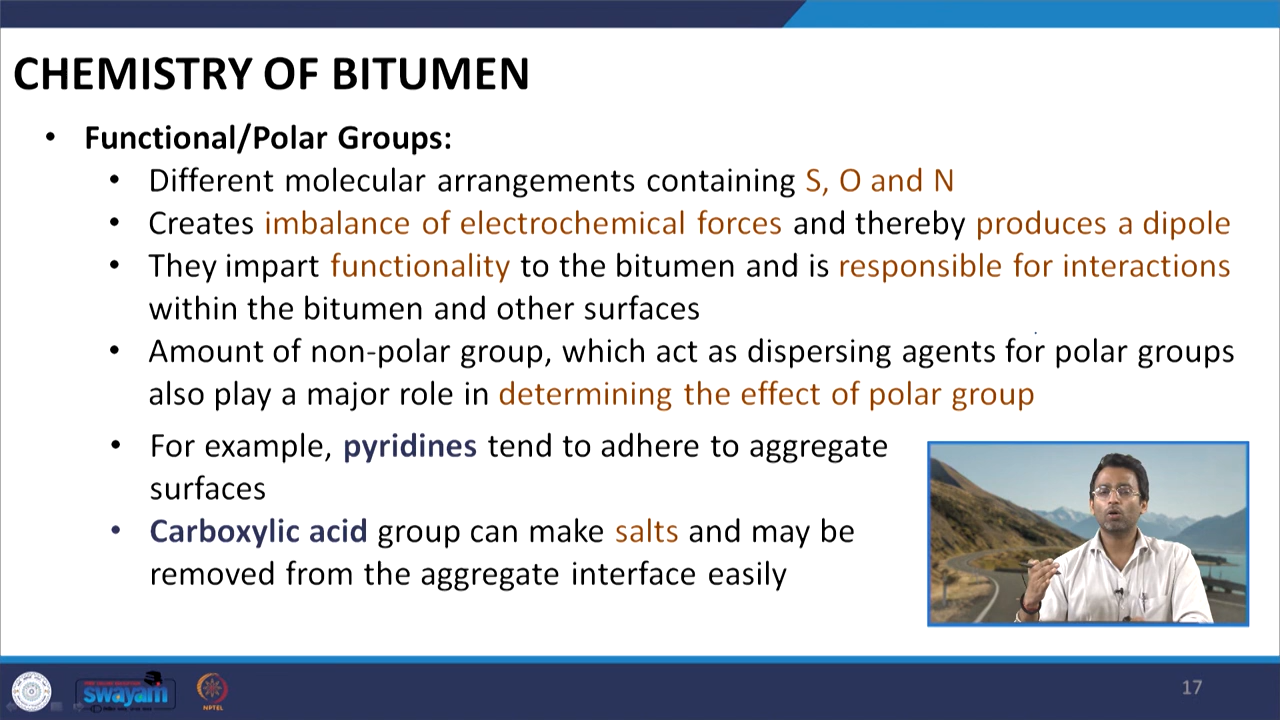 CHEMISTRY OF BITUMEN
• Functional/Polar Groups:
• Different molecular arrangements containing S, O and N
• Creates imbalance of electrochemical forces and thereby produces a dipole
• They impart functionality to the bitumen and is responsible for interactions
within the bitumen and other surfaces
• Amount of non-polar group, which act as dispersing agents for polar groups
also play a major role in determining the effect of polar group
• For example, pyridines tend to adhere to aggregate
surfaces
• Carboxylic acid group can make salts and may be
removed from the aggregate interface easily
swayam
NPTEL
17